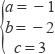 a = −1
b = −2
c = −3